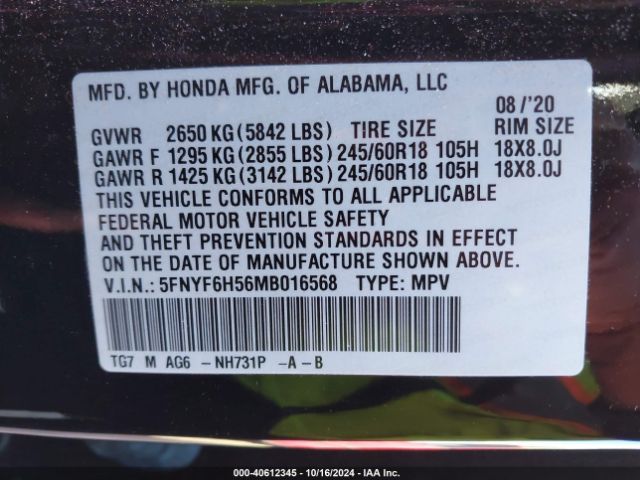 MFD. BY HONDA MFG. OF ALABAMA, LLC
08/'20
GVWR 2650 KG(5842 LBS) TIRE SIZE RIM SIZE
GAWR F 1295 KG(2855 LBS) 245/60R18 105H 18X8.0J
GAWR R 1425 KG(3142 LBS) 245/60R18 105H 18X8.0J
THIS VEHICLE CONFORMS TO ALL APPLICABLE
FEDERAL MOTOR VEHICLE SAFETY
AND THEFT PREVENTION STANDARDS IN EFFECT
ON THE DATE OF MANUFACTURE SHOWN ABOVE.
V.I.N.: 5FNYF6H56MB016568 TYPE: MPV
TG7 M AG6 -NH731P -A-B
000-40612345 - 10/16/2024 - IAA Inc.